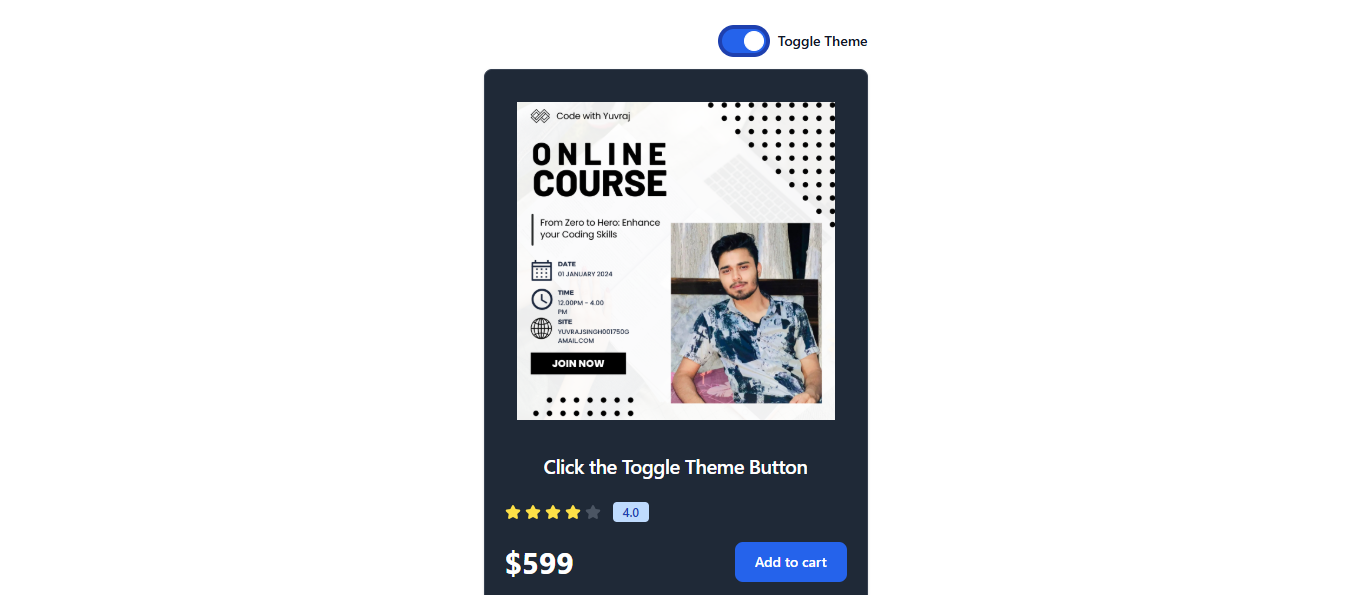 Toggle Theme
Code with Yuvraj
ONLINE
COURSE
From Zero to Hero: Enhance
your Coding Skills
DATE
01 JANUARY 2024
TIME
12.00PM - 4.00
PM
SITE
YUVRAJSINGH001750G
AMAIL.COM
JOIN NOW
Click the Toggle Theme Button
4.0
$599
Add to cart